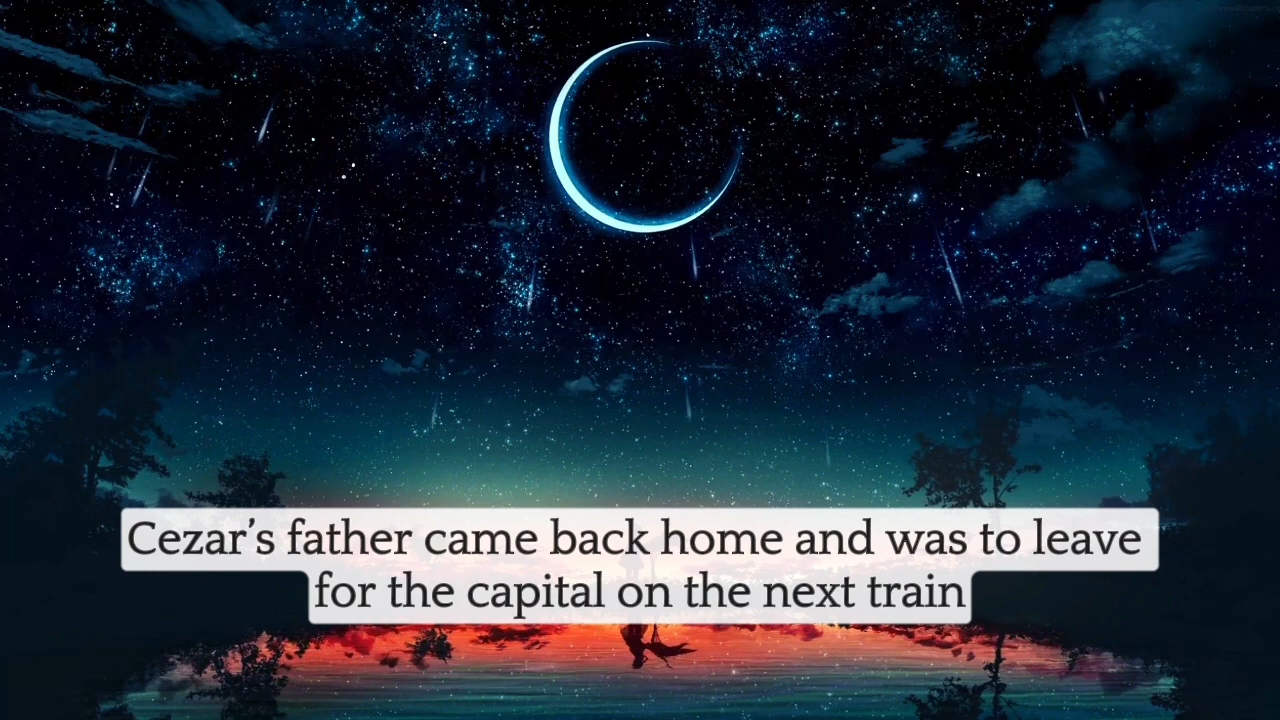 Cezar’s father came back home and was to leave
for the capital on the next train